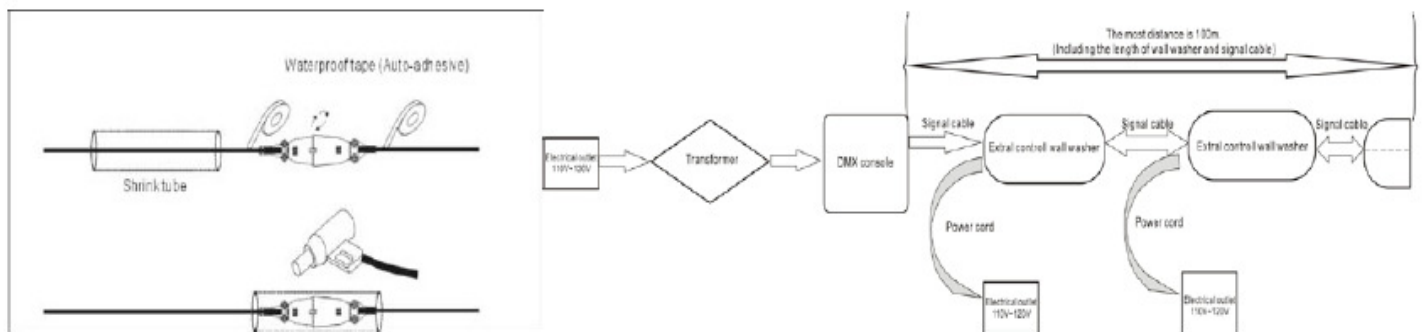 Waterproof tape (Auto-adhesive)
Shrink tube
Electrical outlet
110V~120V
Transformer
DMX console
The most distance is 100m.
(Including the length of wall washer and signal cable)
Signal cable
Extral controll wall washer
Signal cable
Extral controll wall washer
Signal cable
Power cord
Power cord
Electrical outlet
110V~120V
Electrical outlet
110V~120V